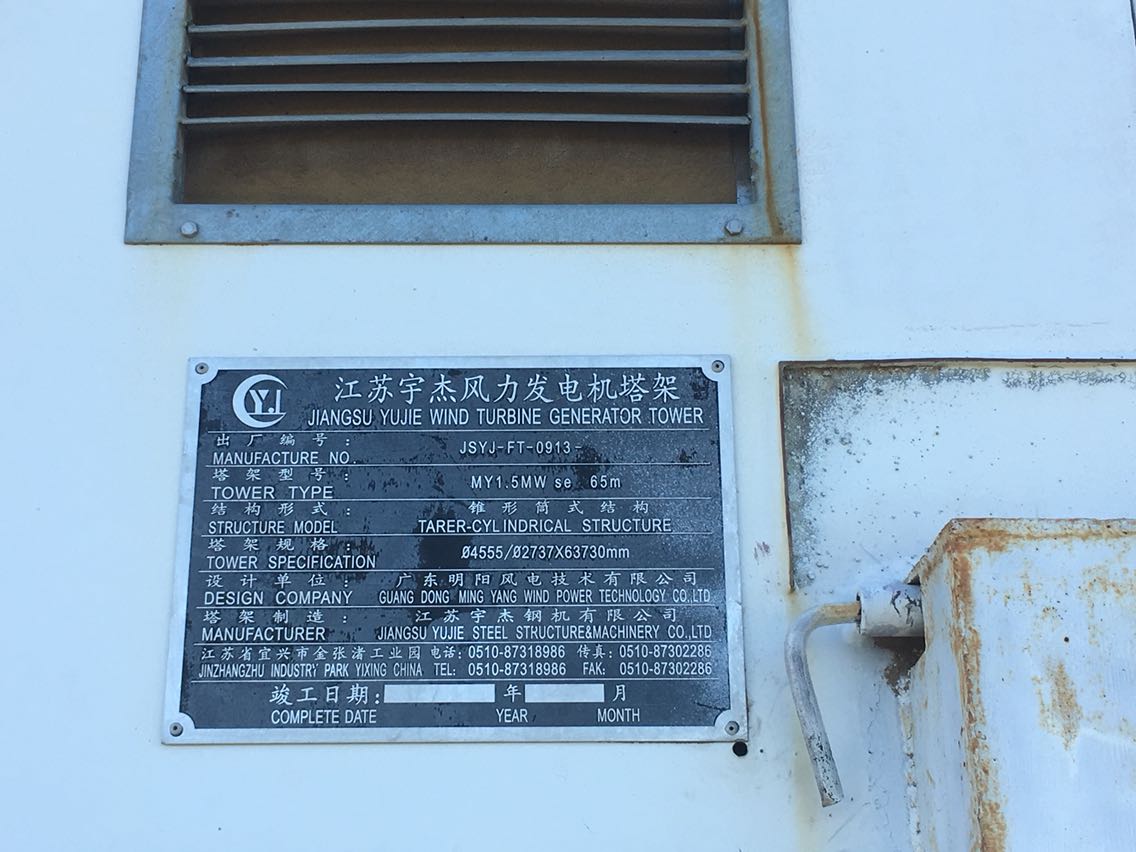 YJ 江苏宇杰风力发电机塔架
JIANGSU YUJIE WIND TURBINE GENERATOR TOWER
出厂编号:
MANUFACTURE NO. JSYJ-FT-0913-
塔架型号:
TOWER TYPE MY1.5MW se 65m
结构形式: 锥形筒式结构
STRUCTURE MODEL TARER-CYLINDRICAL STRUCTURE
塔架规格:
TOWER SPECIFICATION Ø4555/Ø2737X63730mm
设计单位: 广东明阳风电技术有限公司
DESIGN COMPANY GUANG DONG MING YANG WIND POWER TECHNOLOGY CO.,LTD
塔架制造: 江苏宇杰钢机有限公司
MANUFACTURER JIANGSU YUJIE STEEL STRUCTURE&MACHINERY CO.,LTD
江苏省宜兴市金张渚工业园 电话: 0510-87318986 传真: 0510-87302286
JINZHANGZHU INDUSTRY PARK YIXING CHINA TEL: 0510-87318986 FAK: 0510-87302286
竣工日期: 年 月
COMPLETE DATE YEAR MONTH